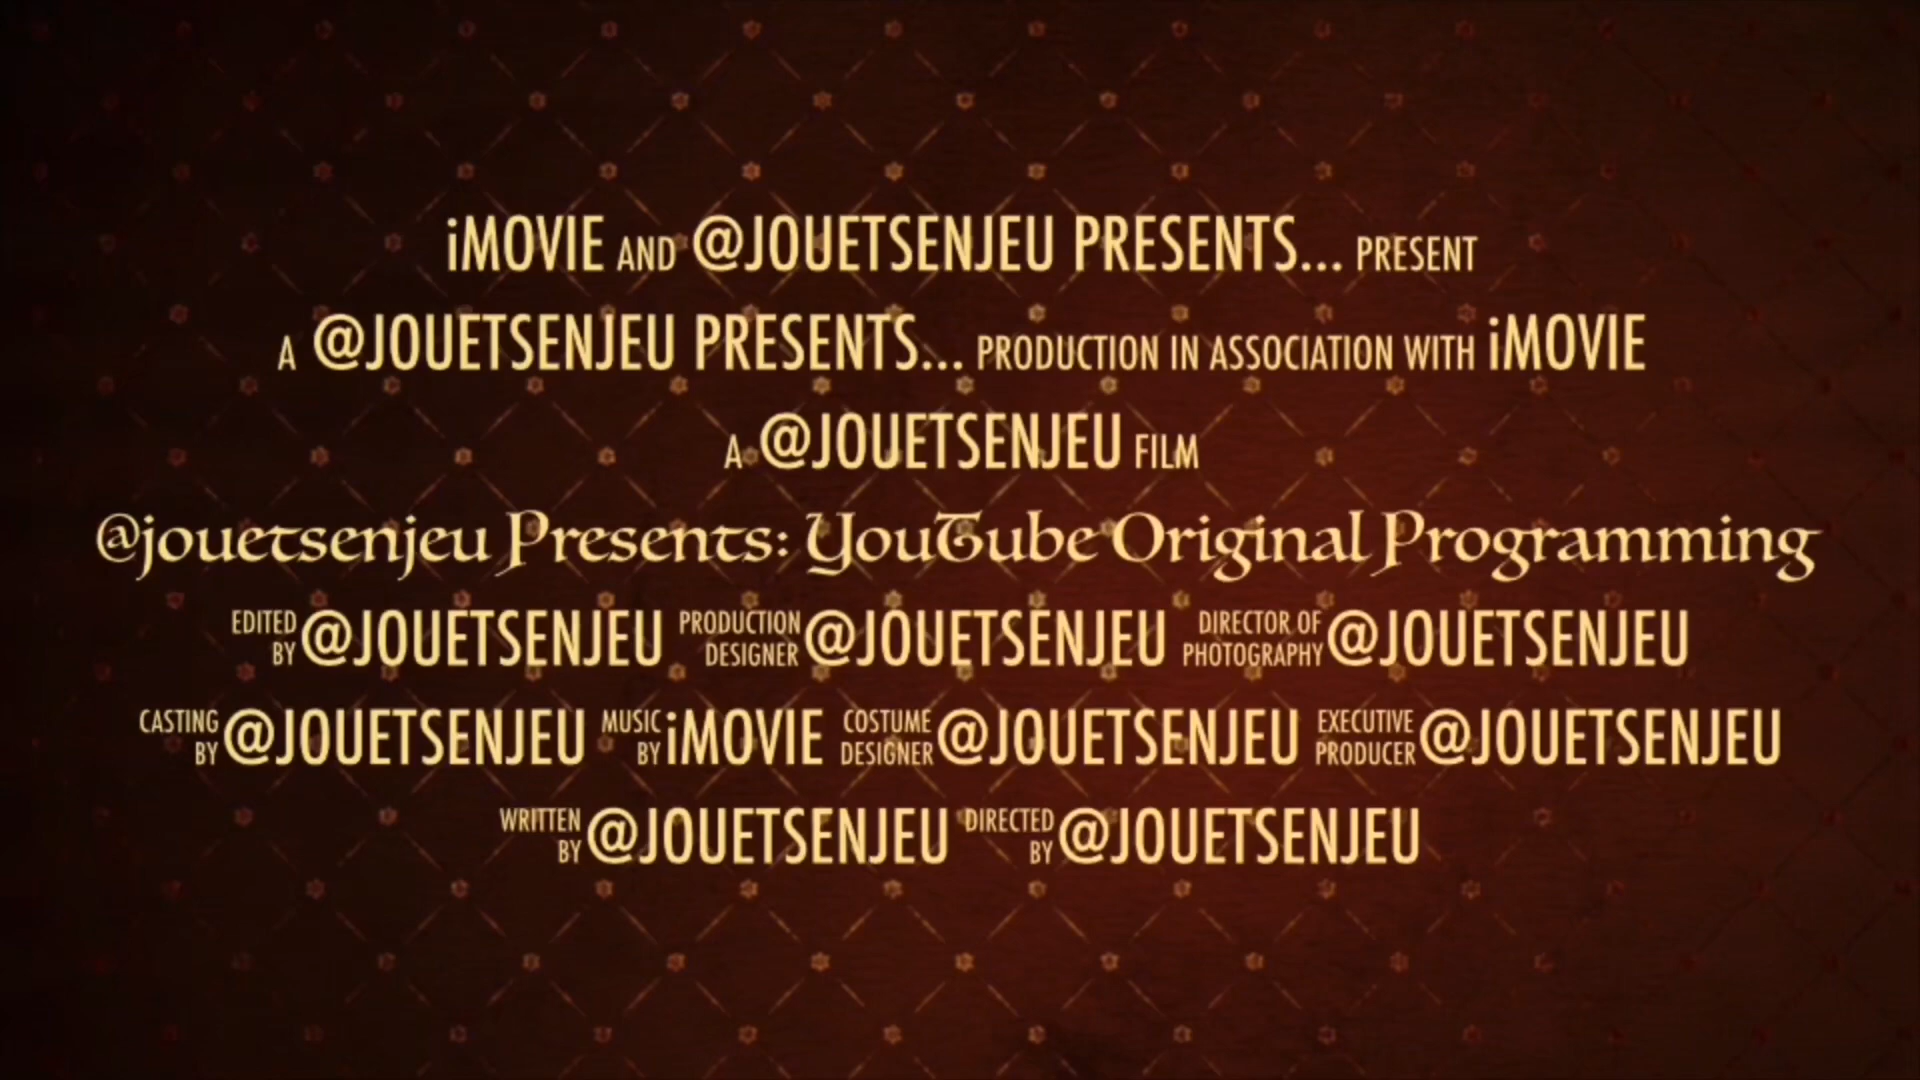 iMOVIE AND @JOUETSENJEU PRESENTS... PRESENT
A @JOUETSENJEU PRESENTS... PRODUCTION IN ASSOCIATION WITH iMOVIE
A @JOUETSENJEU FILM
@jouetsenjeu Presents: YouTube Original Programming
EDITED BY @JOUETSENJEU PRODUCTION DESIGNER @JOUETSENJEU DIRECTOR OF PHOTOGRAPHY @JOUETSENJEU
CASTING BY @JOUETSENJEU MUSIC BY iMOVIE COSTUME DESIGNER @JOUETSENJEU EXECUTIVE PRODUCER @JOUETSENJEU
WRITTEN BY @JOUETSENJEU DIRECTED BY @JOUETSENJEU